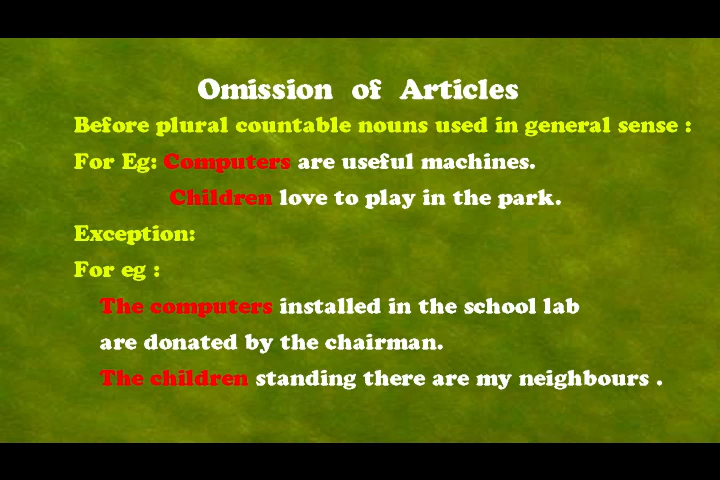 Omission of Articles
Before plural countable nouns used in general sense :
For Eg: Computers are useful machines.
Children love to play in the park.
Exception:
For eg :
The computers installed in the school lab
are donated by the chairman.
The children standing there are my neighbours .